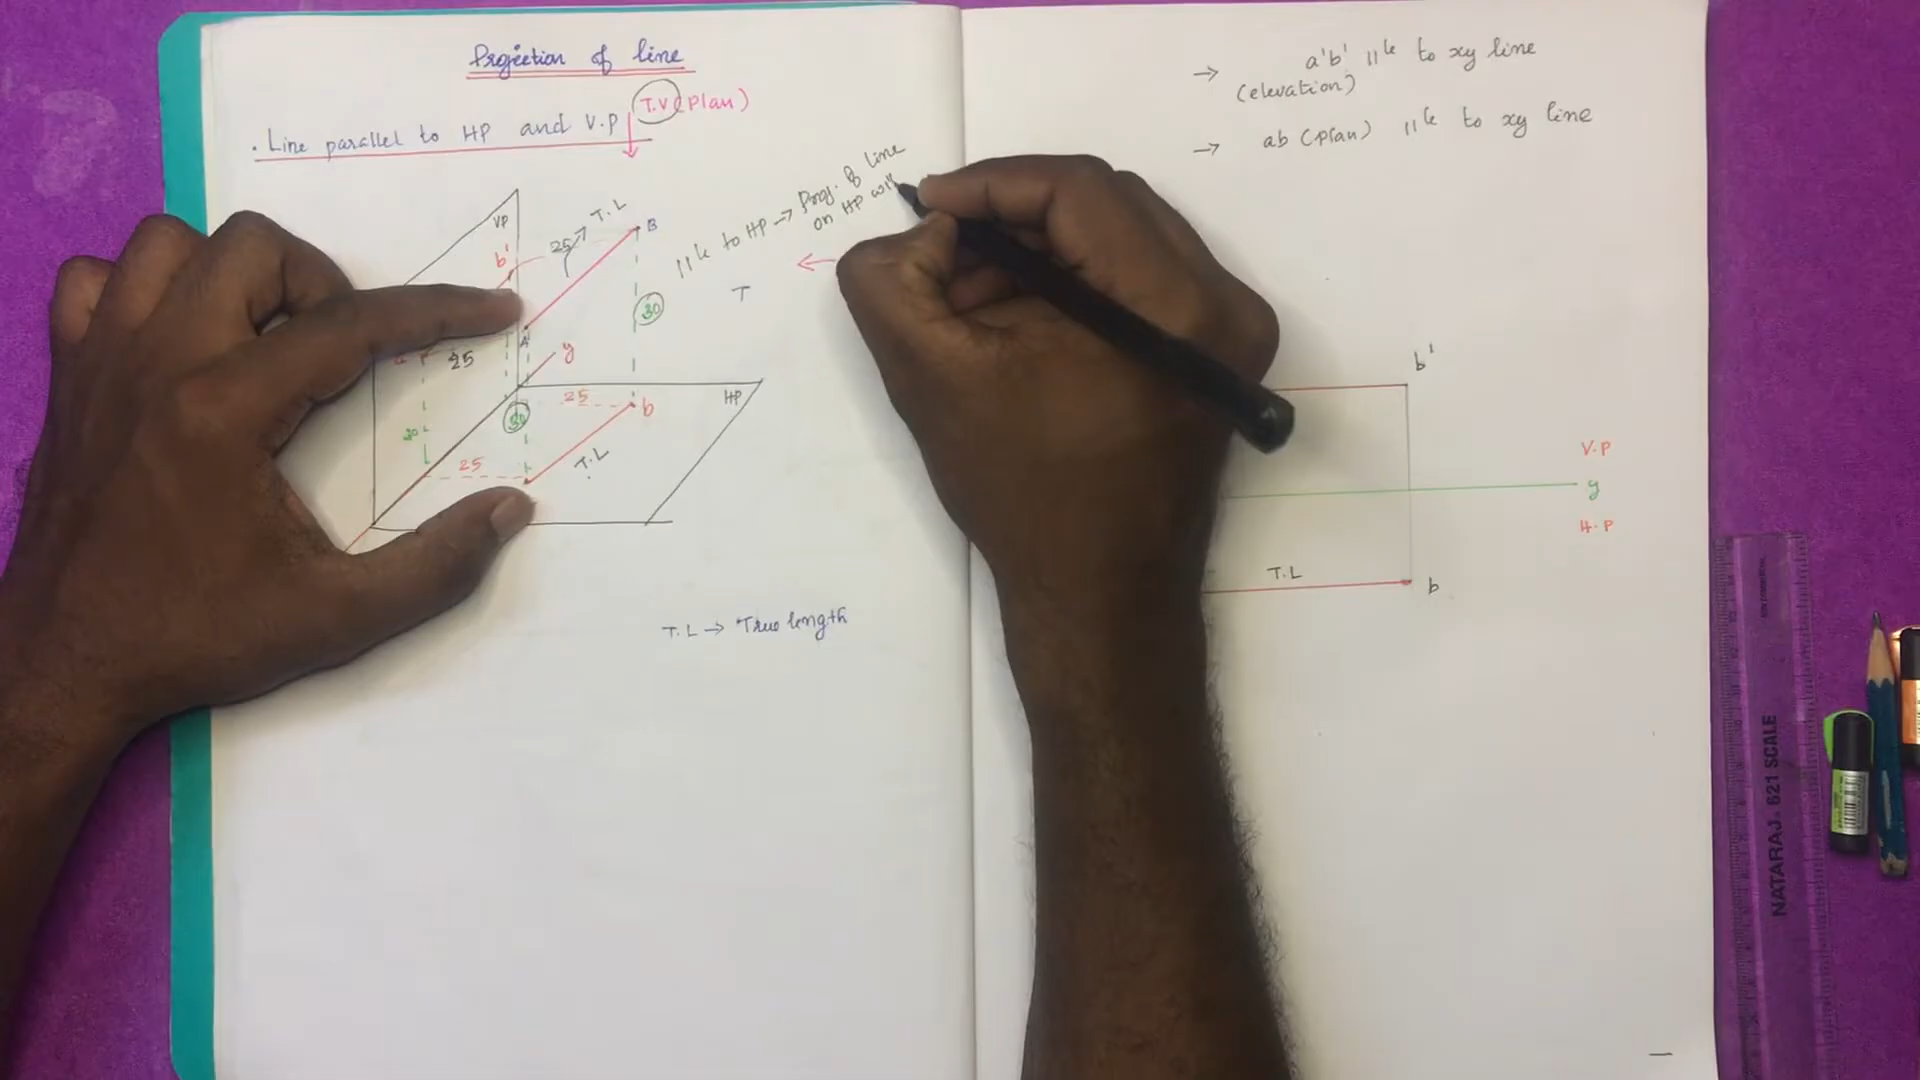 Projection of line
T.V (Plan)
. Line parallel to HP and V.P
VP
b'
25
T.L
B
30
A
25
y
30
25
b
HP
30
25
T.L
11le to HP → Proj. of line
on HP will
T
T.L → True length
→ a'b' 11le to xy line
(elevation)
→ ab (plan) 11le to xy line
b'
V.P
y
H.P
T.L
b
NATARAJ. 621 SCALE